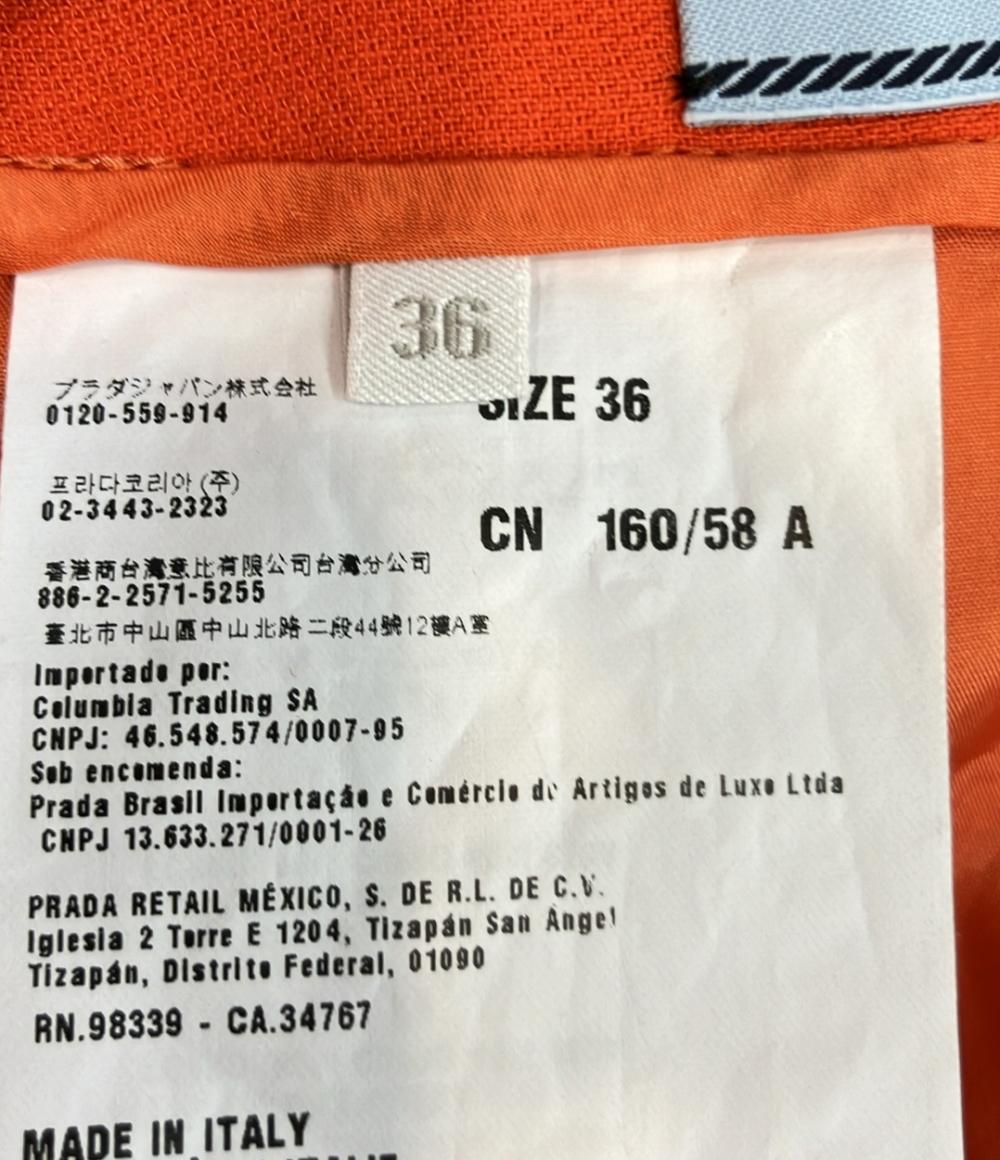 36
プラダジャパン株式会社
0120-559-914
SIZE 36
프라다코리아 (주)
02-3443-2323
CN 160/58 A
香港商台灣意比有限公司台灣分公司
886-2-2571-5255
臺北市中山區中山北路二段44號12樓A室
Importado por:
Columbia Trading SA
CNPJ: 46.548.574/0007-95
Sob encomenda:
Prada Brasil Importação e Comércio de Artigos de Luxo Ltda
CNPJ 13.633.271/0001-26
PRADA RETAIL MÉXICO, S. DE R.L. DE C.V.
Iglesia 2 Torre E 1204, Tizapán San Ángel
Tizapán, Distrito Federal, 01090
RN.98339 - CA.34767
MADE IN ITALY